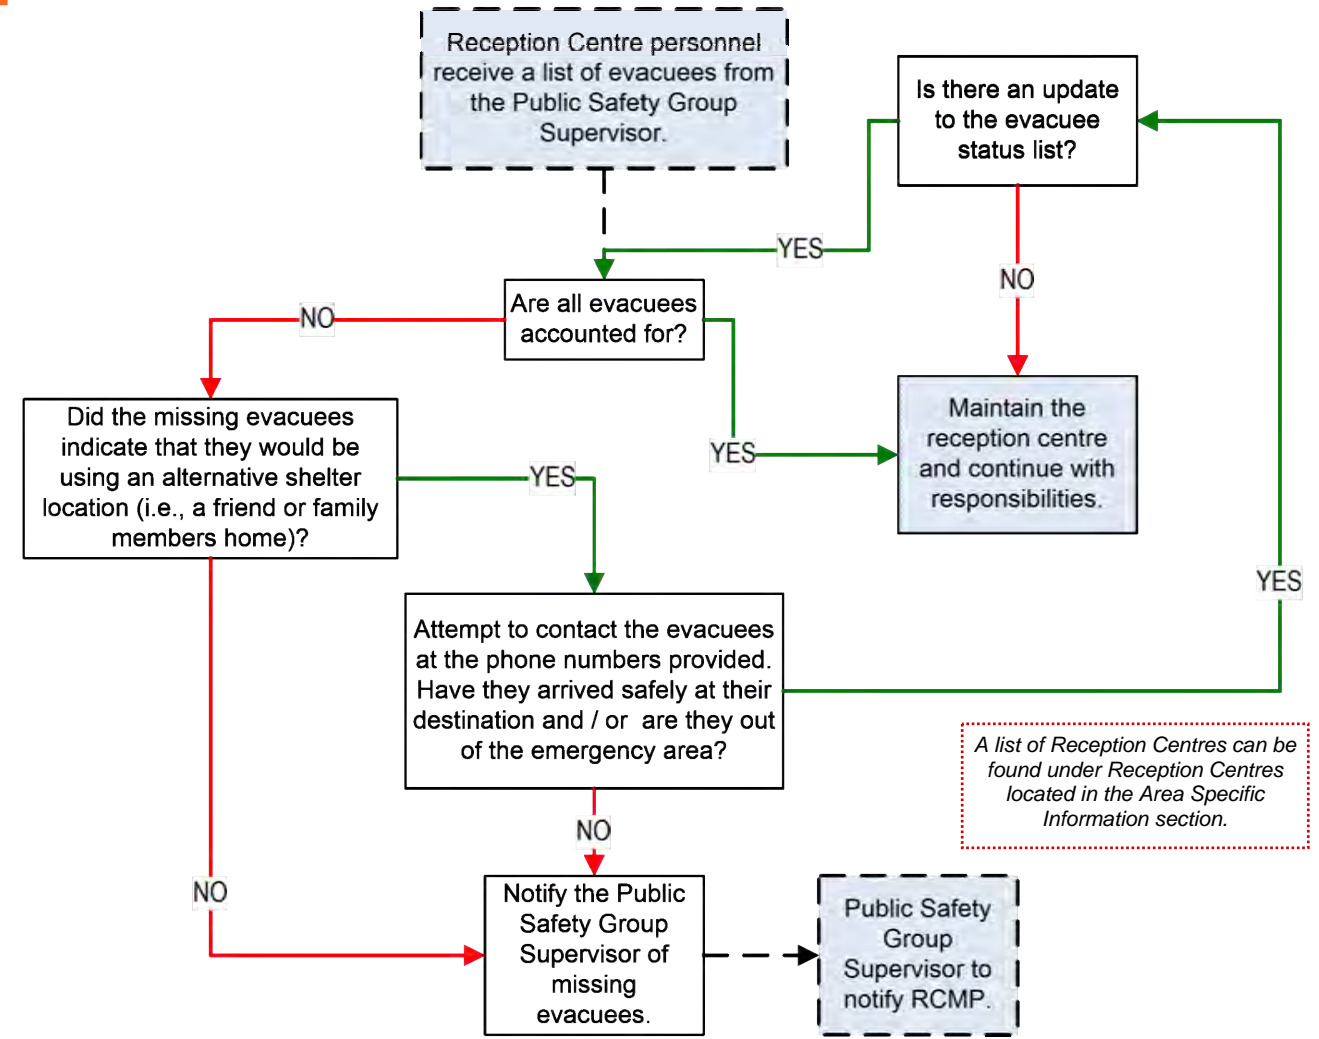 Reception Centre personnel
receive a list of evacuees from
the Public Safety Group
Supervisor.
Is there an update
to the evacuee
status list?
YES
NO
Are all evacuees
accounted for?
NO
YES
Maintain the
reception centre
and continue with
responsibilities.
Did the missing evacuees
indicate that they would be
using an alternative shelter
location (i.e., a friend or family
members home)?
YES
YES
Attempt to contact the evacuees
at the phone numbers provided.
Have they arrived safely at their
destination and / or are they out
of the emergency area?
A list of Reception Centres can be
found under Reception Centres
located in the Area Specific
Information section.
NO
NO
Notify the Public
Safety Group
Supervisor of
missing
evacuees.
Public Safety
Group
Supervisor to
notify RCMP.